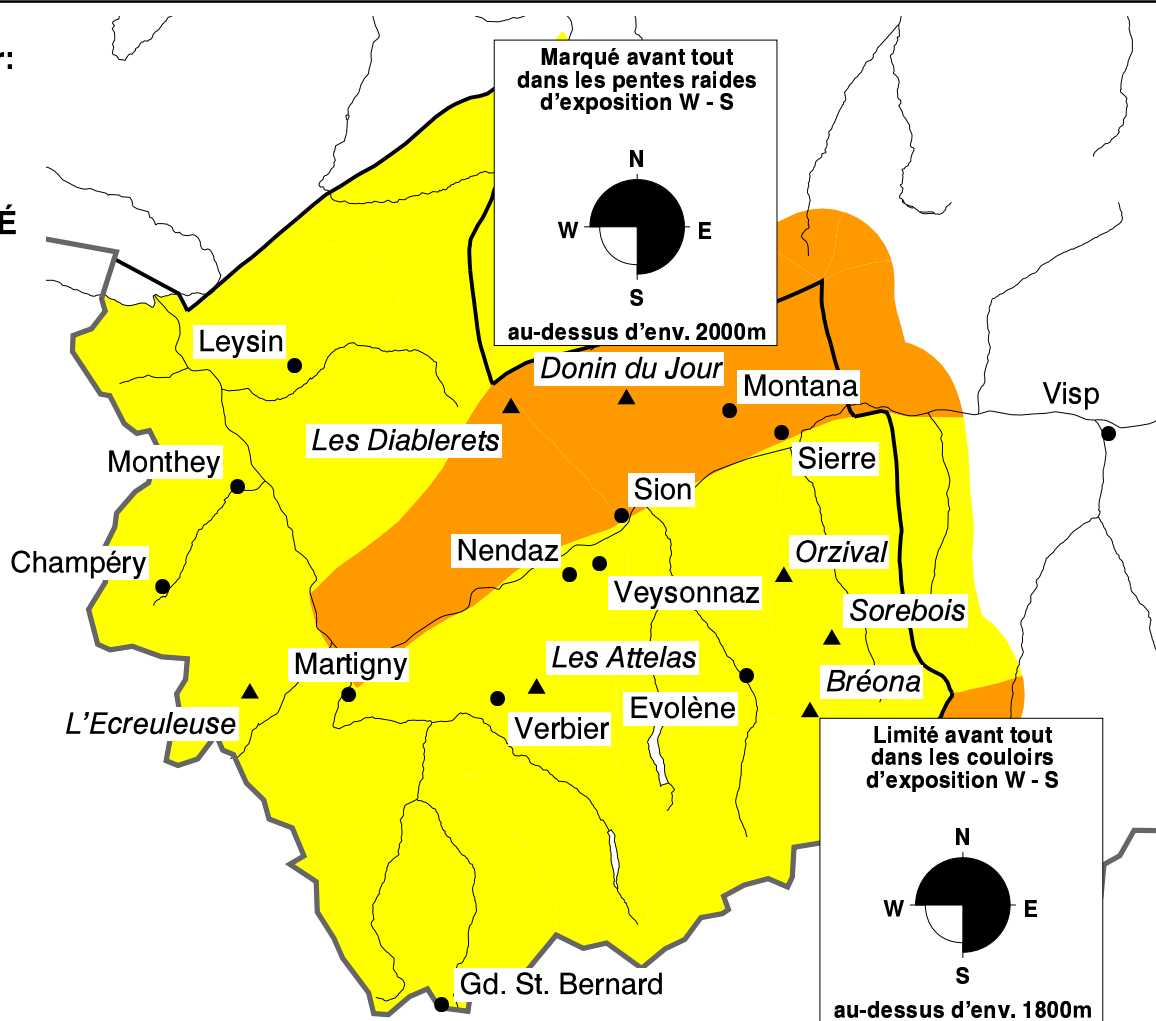 r:
Marqué avant tout
dans les pentes raides
d'exposition W - S
N
É
W
E
S
au-dessus d'env. 2000m
Leysin
Donin du Jour
Montana
Visp
Les Diablerets
Monthey
Sierre
Sion
Champéry
Nendaz
Orzival
Veysonnaz
Sorebois
Martigny
Les Attelas
Bréona
L'Ecreuleuse
Evolène
Verbier
Limité avant tout
dans les couloirs
d'exposition W - S
N
W
E
S
Gd. St. Bernard
au-dessus d'env. 1800m